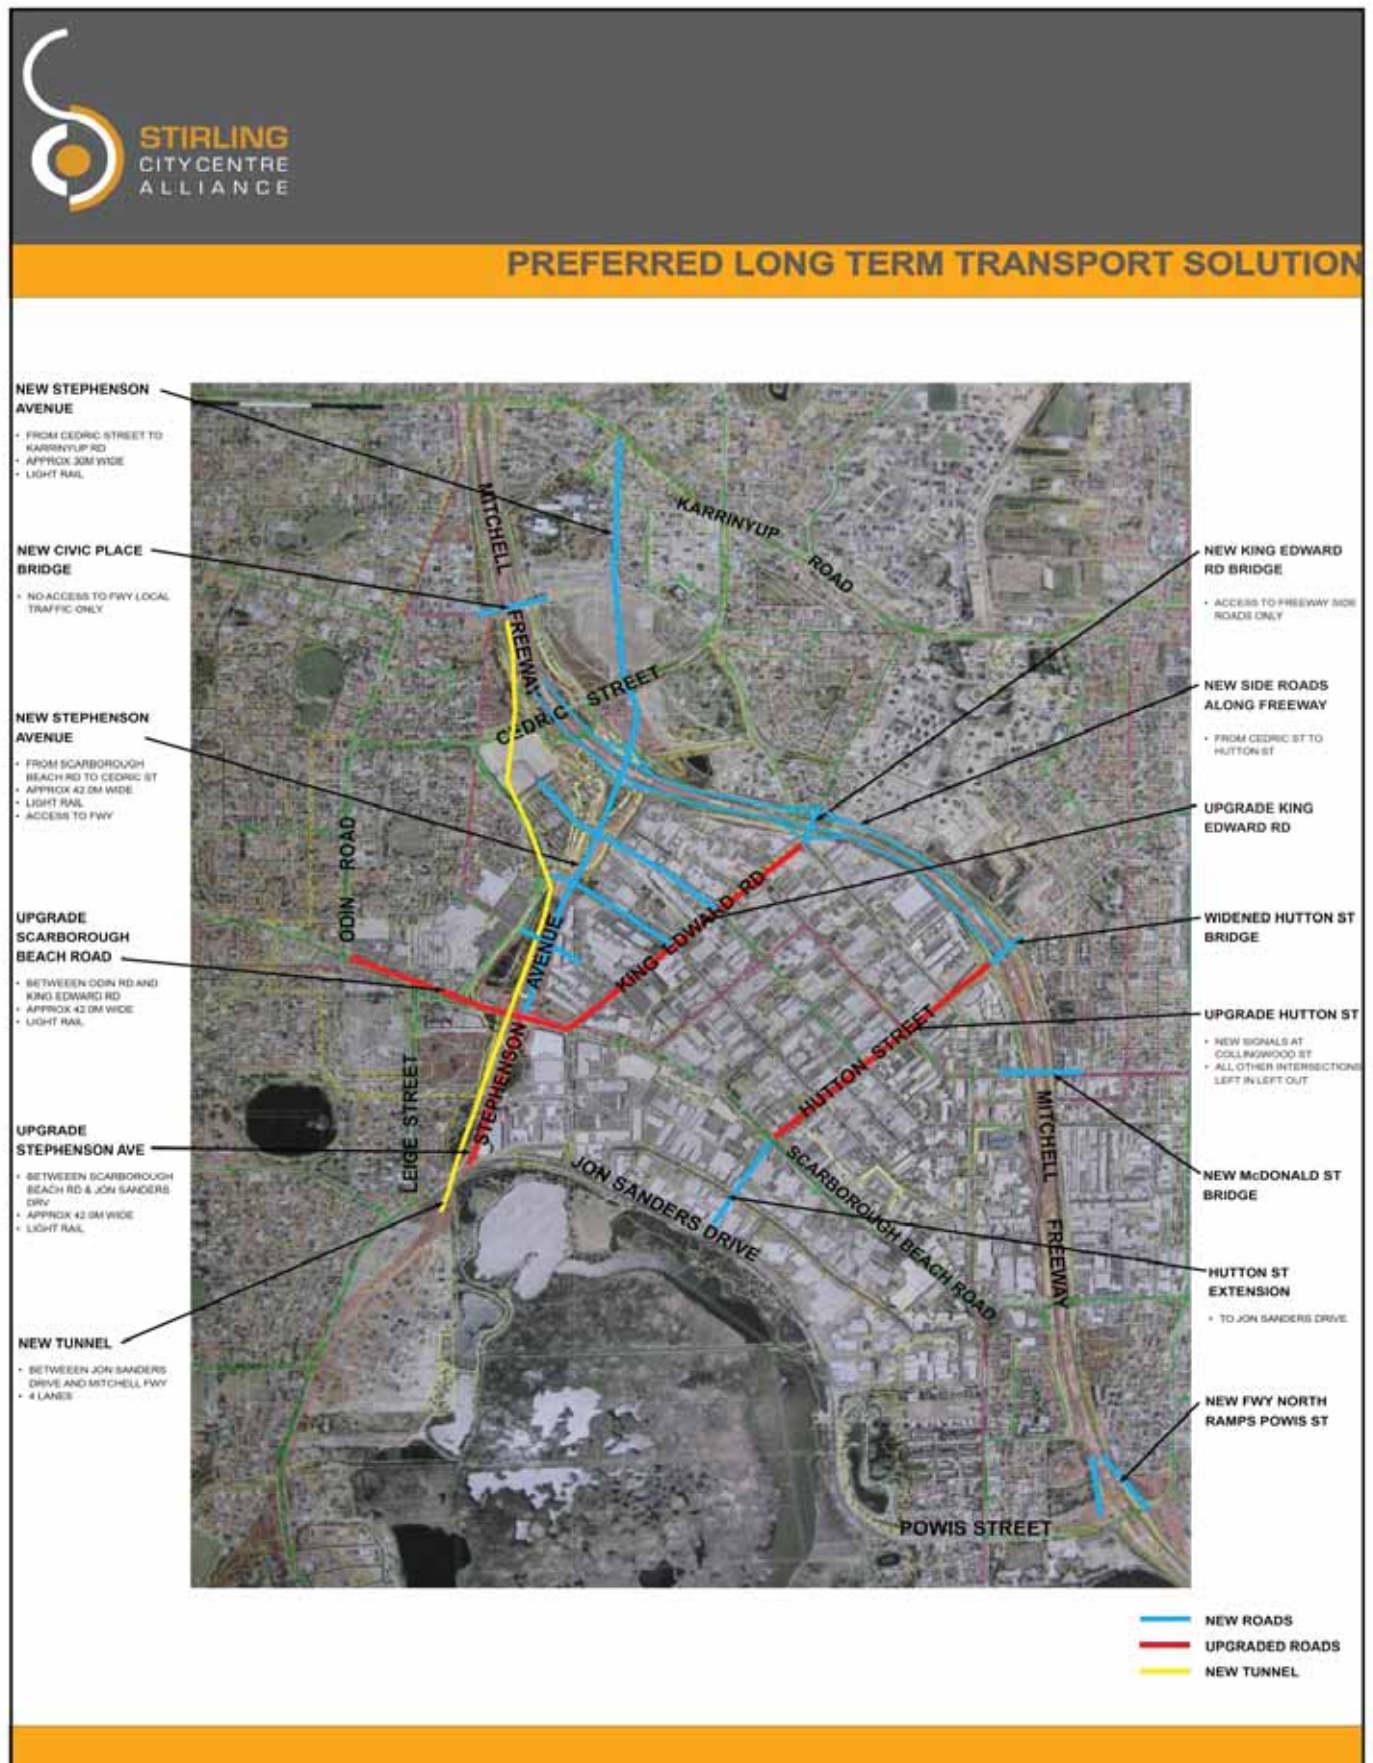 STIRLING
CITY CENTRE
ALLIANCE
PREFERRED LONG TERM TRANSPORT SOLUTION
NEW STEPHENSON
AVENUE
• FROM CEDRIC STREET TO
KARRINYUP RD
• APPROX 30M WIDE
• LIGHT RAIL
NEW CIVIC PLACE
BRIDGE
• NO ACCESS TO FWY LOCAL
TRAFFIC ONLY
NEW STEPHENSON
AVENUE
• FROM SCARBOROUGH
BEACH RD TO CEDRIC ST
• APPROX 42.0M WIDE
• LIGHT RAIL
• ACCESS TO FWY
UPGRADE
SCARBOROUGH
BEACH ROAD
• BETWEEEN ODIN RD AND
KING EDWARD RD
• APPROX 42.0M WIDE
• LIGHT RAIL
UPGRADE
STEPHENSON AVE
• BETWEEEN SCARBOROUGH
BEACH RD & JON SANDERS
DRV
• APPROX 42.0M WIDE
• LIGHT RAIL
NEW TUNNEL
• BETWEEEN JON SANDERS
DRIVE AND MITCHELL FWY
• 4 LANES
MITCHELL
FREEWAY
KARRINYUP
ROAD
CEDRIC STREET
ODIN ROAD
KING EDWARD RD
STEPHENSON AVENUE
HUTTON STREET
LEIGE STREET
JON SANDERS DRIVE
SCARBOROUGH BEACH ROAD
MITCHELL
FREEWAY
POWIS STREET
NEW KING EDWARD
RD BRIDGE
• ACCESS TO FREEWAY SIDE
ROADS ONLY
NEW SIDE ROADS
ALONG FREEWAY
• FROM CEDRIC ST TO
HUTTON ST
UPGRADE KING
EDWARD RD
WIDENED HUTTON ST
BRIDGE
UPGRADE HUTTON ST
• NEW SIGNALS AT
COLLINGWOOD ST
• ALL OTHER INTERSECTIONS
LEFT IN LEFT OUT
NEW McDONALD ST
BRIDGE
HUTTON ST
EXTENSION
• TO JON SANDERS DRIVE
NEW FWY NORTH
RAMPS POWIS ST
NEW ROADS
UPGRADED ROADS
NEW TUNNEL